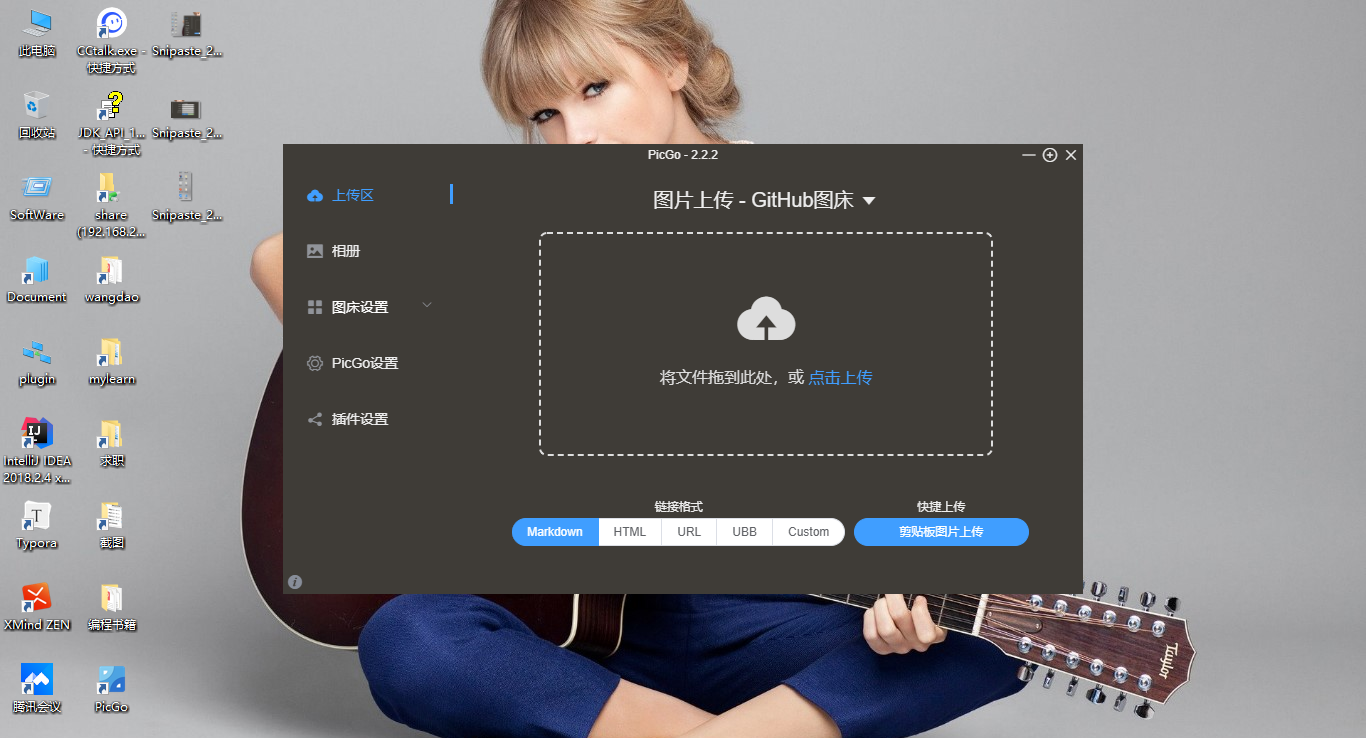 此电脑
CCtalk.exe - 快捷方式
Snipaste_2...
回收站
JDK_API_1... - 快捷方式
Snipaste_2...
SoftWare
share (192.168.2...
Snipaste_2...
Document
wangdao
plugin
mylearn
IntelliJ IDEA 2018.2.4 x...
求职
Typora
截图
XMind ZEN
编程书籍
腾讯会议
PicGo
PicGo - 2.2.2
上传区
相册
图床设置
PicGo设置
插件设置
图片上传 - GitHub图床
将文件拖到此处，或 点击上传
链接格式
Markdown HTML URL UBB Custom
快捷上传
剪贴板图片上传
Taylor